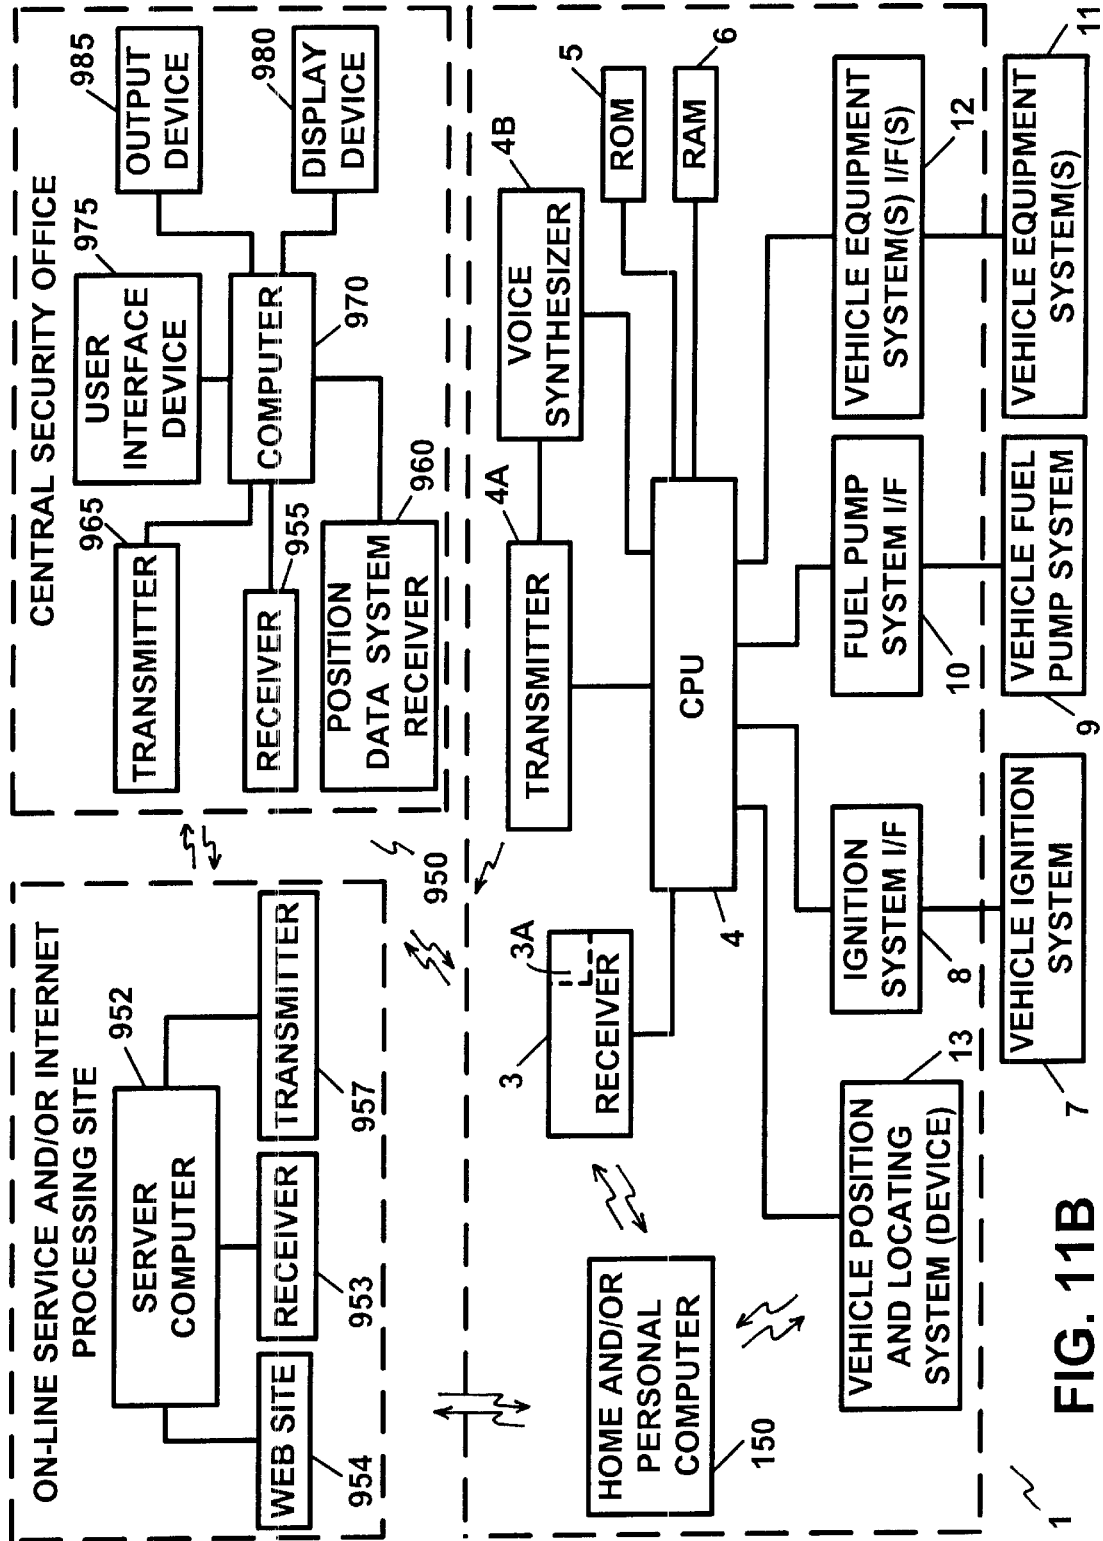 ON-LINE SERVICE AND/OR INTERNET
PROCESSING SITE
952
SERVER
COMPUTER
WEB SITE
954
RECEIVER
953
TRANSMITTER
957
CENTRAL SECURITY OFFICE
965
TRANSMITTER
975
USER
INTERFACE
DEVICE
985
OUTPUT
DEVICE
RECEIVER
955
COMPUTER
970
980
DISPLAY
DEVICE
POSITION
DATA SYSTEM
RECEIVER
960
950
4A
TRANSMITTER
4B
VOICE
SYNTHESIZER
5
ROM
6
RAM
3
3A
RECEIVER
CPU
4
HOME AND/OR
PERSONAL
COMPUTER
150
VEHICLE POSITION
AND LOCATING
SYSTEM (DEVICE)
13
IGNITION
SYSTEM I/F
8
FUEL PUMP
SYSTEM I/F
10
VEHICLE EQUIPMENT
SYSTEM(S) I/F(S)
12
VEHICLE IGNITION
SYSTEM
7
VEHICLE FUEL
PUMP SYSTEM
9
VEHICLE EQUIPMENT
SYSTEM(S)
11
1
FIG. 11B